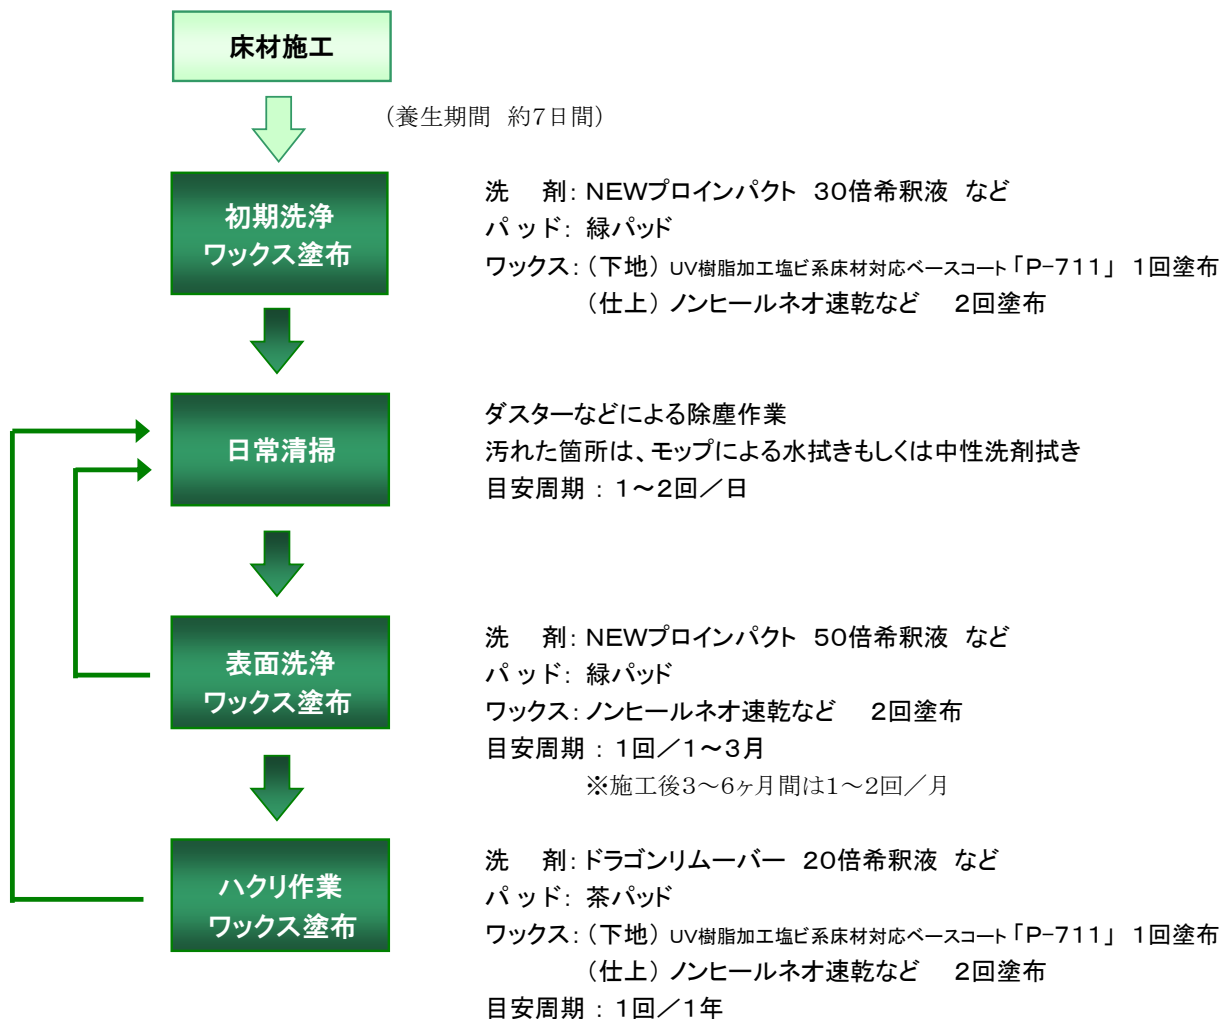 床材施工
（養生期間　約7日間）
初期洗浄
ワックス塗布
洗　剤：ＮＥＷプロインパクト　３０倍希釈液　など
パッド：　緑パッド
ワックス：（下地）UV樹脂加工塩ビ系床材対応ベースコート「Ｐ－７１１」　１回塗布
（仕上）ノンヒールネオ速乾など　２回塗布
日常清掃
ダスターなどによる除塵作業
汚れた箇所は、モップによる水拭きもしくは中性洗剤拭き
目安周期：１～２回／日
表面洗浄
ワックス塗布
洗　剤：ＮＥＷプロインパクト　５０倍希釈液　など
パッド：　緑パッド
ワックス：ノンヒールネオ速乾など　２回塗布
目安周期：１回／１～３月
※施工後3～6ヶ月間は1～2回／月
ハクリ作業
ワックス塗布
洗　剤：ドラゴンリムーバー　２０倍希釈液　など
パッド：　茶パッド
ワックス：（下地）UV樹脂加工塩ビ系床材対応ベースコート「Ｐ－７１１」　１回塗布
（仕上）ノンヒールネオ速乾など　２回塗布
目安周期：１回／１年